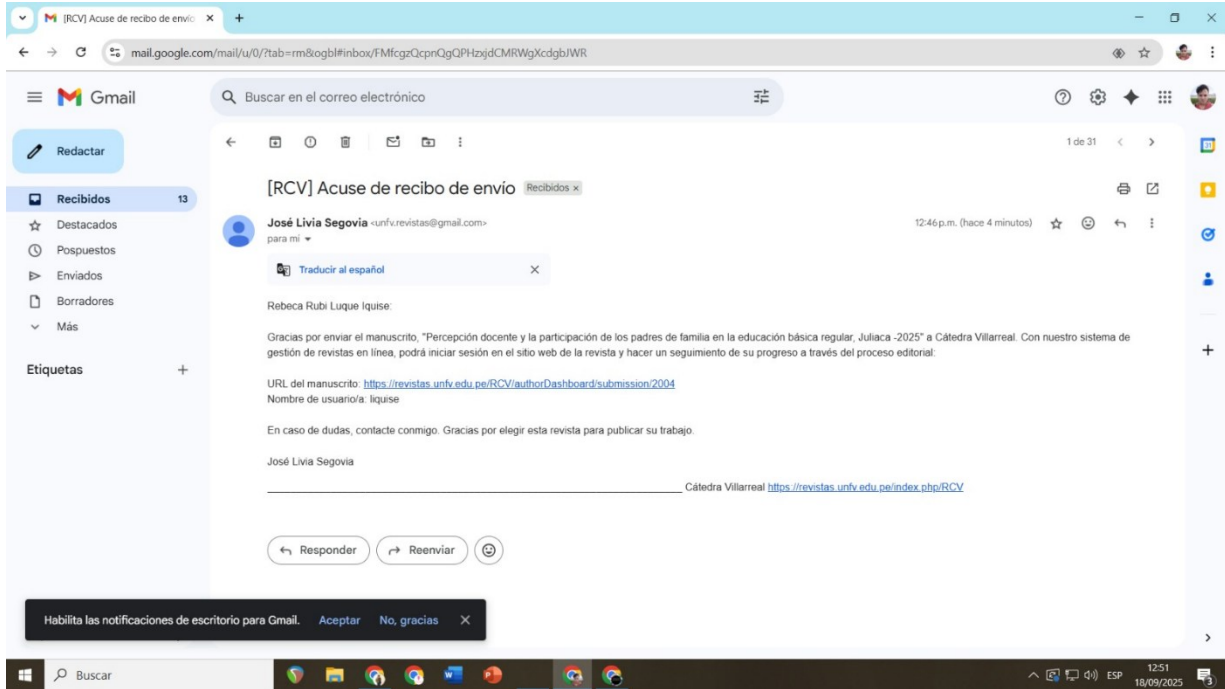 [RCV] Acuse de recibo de envío
mail.google.com/mail/u/0/?tab=rm&ogbl#inbox/FMfcgzQcpnQgQPHzxjdCMRWgXcdgbJWR
Gmail
Buscar en el correo electrónico
Redactar
1 de 31
[RCV] Acuse de recibo de envío Recibidos ×
Recibidos 13
José Livia Segovia <unfv.revistas@gmail.com> 12:46 p.m. (hace 4 minutos)
Destacados
para mí
Pospuestos
Traducir al español
Enviados
Borradores
Más
Etiquetas
Rebeca Rubi Luque Iquise:
Gracias por enviar el manuscrito, "Percepción docente y la participación de los padres de familia en la educación básica regular, Juliaca -2025" a Cátedra Villarreal. Con nuestro sistema de
gestión de revistas en línea, podrá iniciar sesión en el sitio web de la revista y hacer un seguimiento de su progreso a través del proceso editorial:
URL del manuscrito: https://revistas.unfv.edu.pe/RCV/authorDashboard/submission/2004
Nombre de usuario/a: liquise
En caso de dudas, contacte conmigo. Gracias por elegir esta revista para publicar su trabajo.
José Livia Segovia
Cátedra Villarreal https://revistas.unfv.edu.pe/index.php/RCV
Responder
Reenviar
Habilita las notificaciones de escritorio para Gmail. Aceptar No, gracias
Buscar
ESP
12:51
18/09/2025